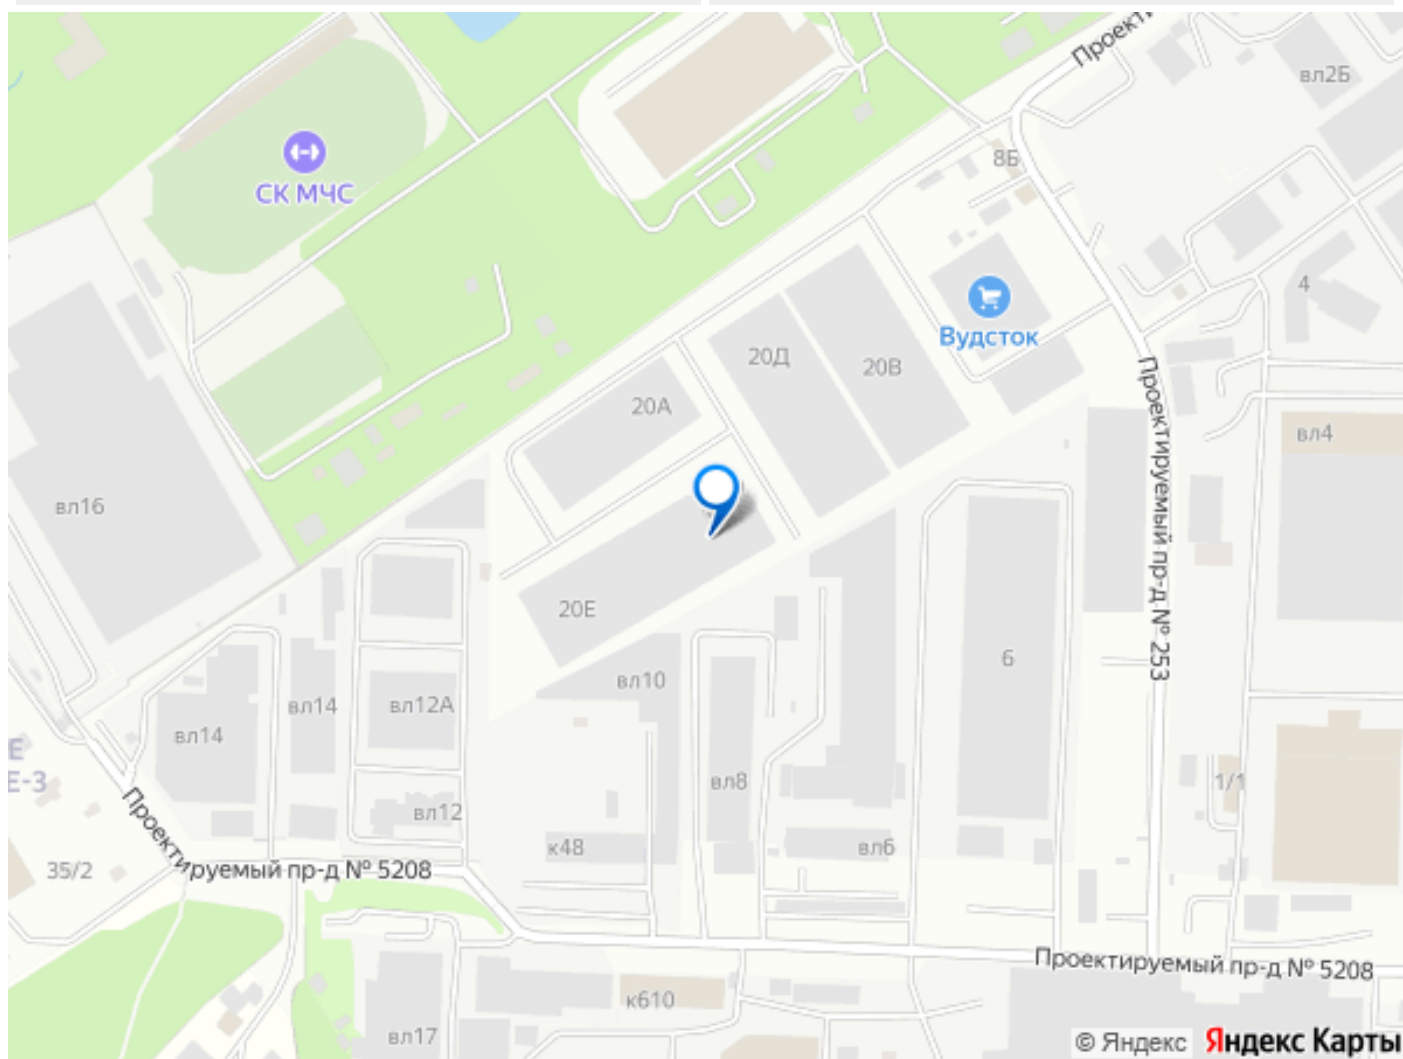 Проекти
вл2Б
СК МЧС
8Б
4
Вудсток
20Д
20В
20А
Проектируемый пр-д № 253
вл4
вл16
20Е
6
вл10
вл14
вл12А
вл14
Е
Е-3
вл8
1/1
вл12
Проектируемый пр-д № 5208
к48
вл6
35/2
Проектируемый пр-д № 5208
к610
вл17
© Яндекс Яндекс Карты